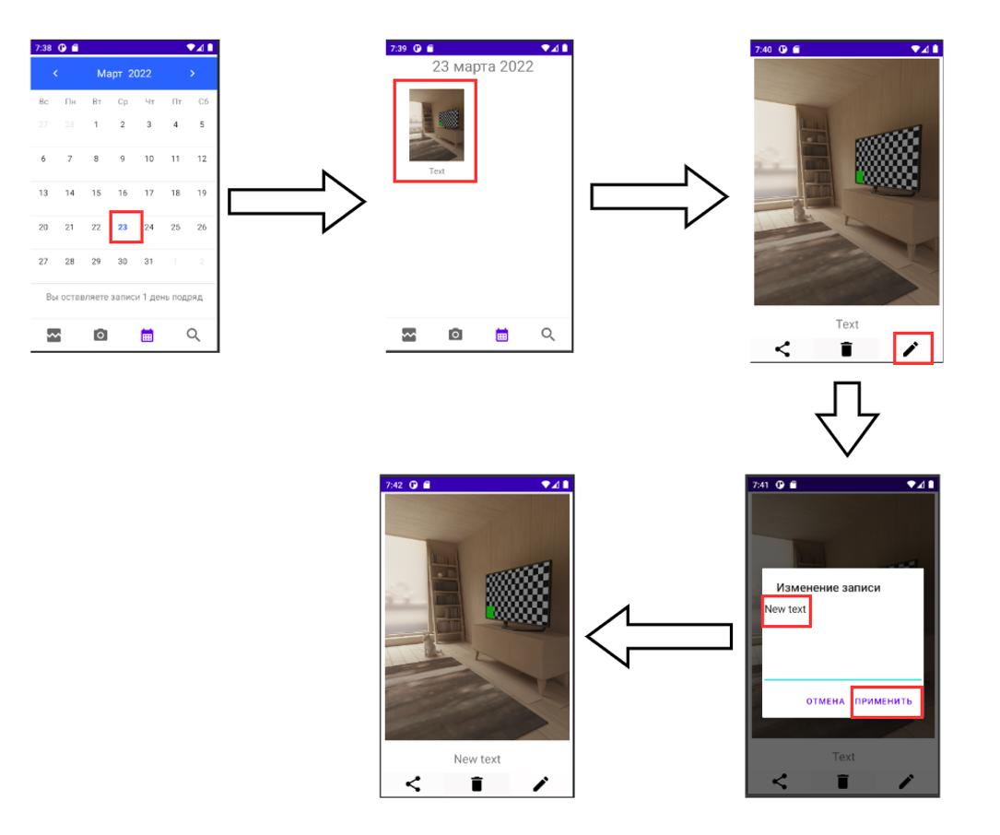 7:38
Март 2022
Вс Пн Вт Ср Чт Пт Сб
27 28 1 2 3 4 5
6 7 8 9 10 11 12
13 14 15 16 17 18 19
20 21 22 23 24 25 26
27 28 29 30 31 1 2
Вы оставляете записи 1 день подряд
7:39
23 марта 2022
Text
7:40
Text
7:41
Изменение записи
New text
ОТМЕНА ПРИМЕНИТЬ
Text
7:42
New text